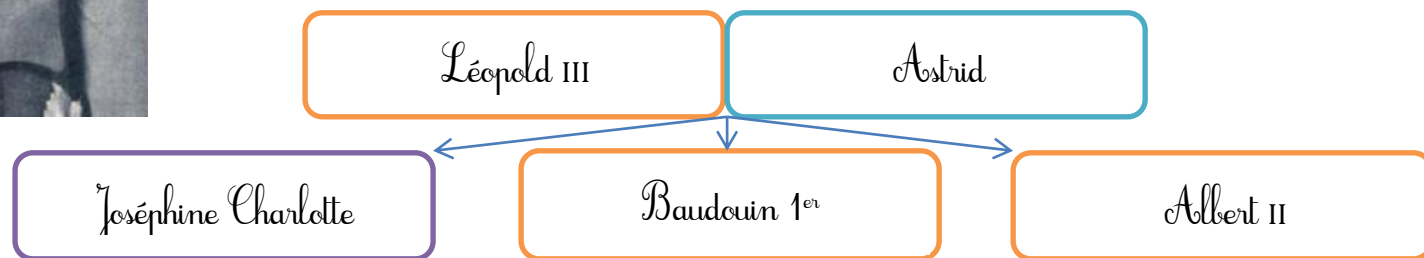 Léopold III
Astrid
Joséphine Charlotte
Baudouin 1er
Albert II